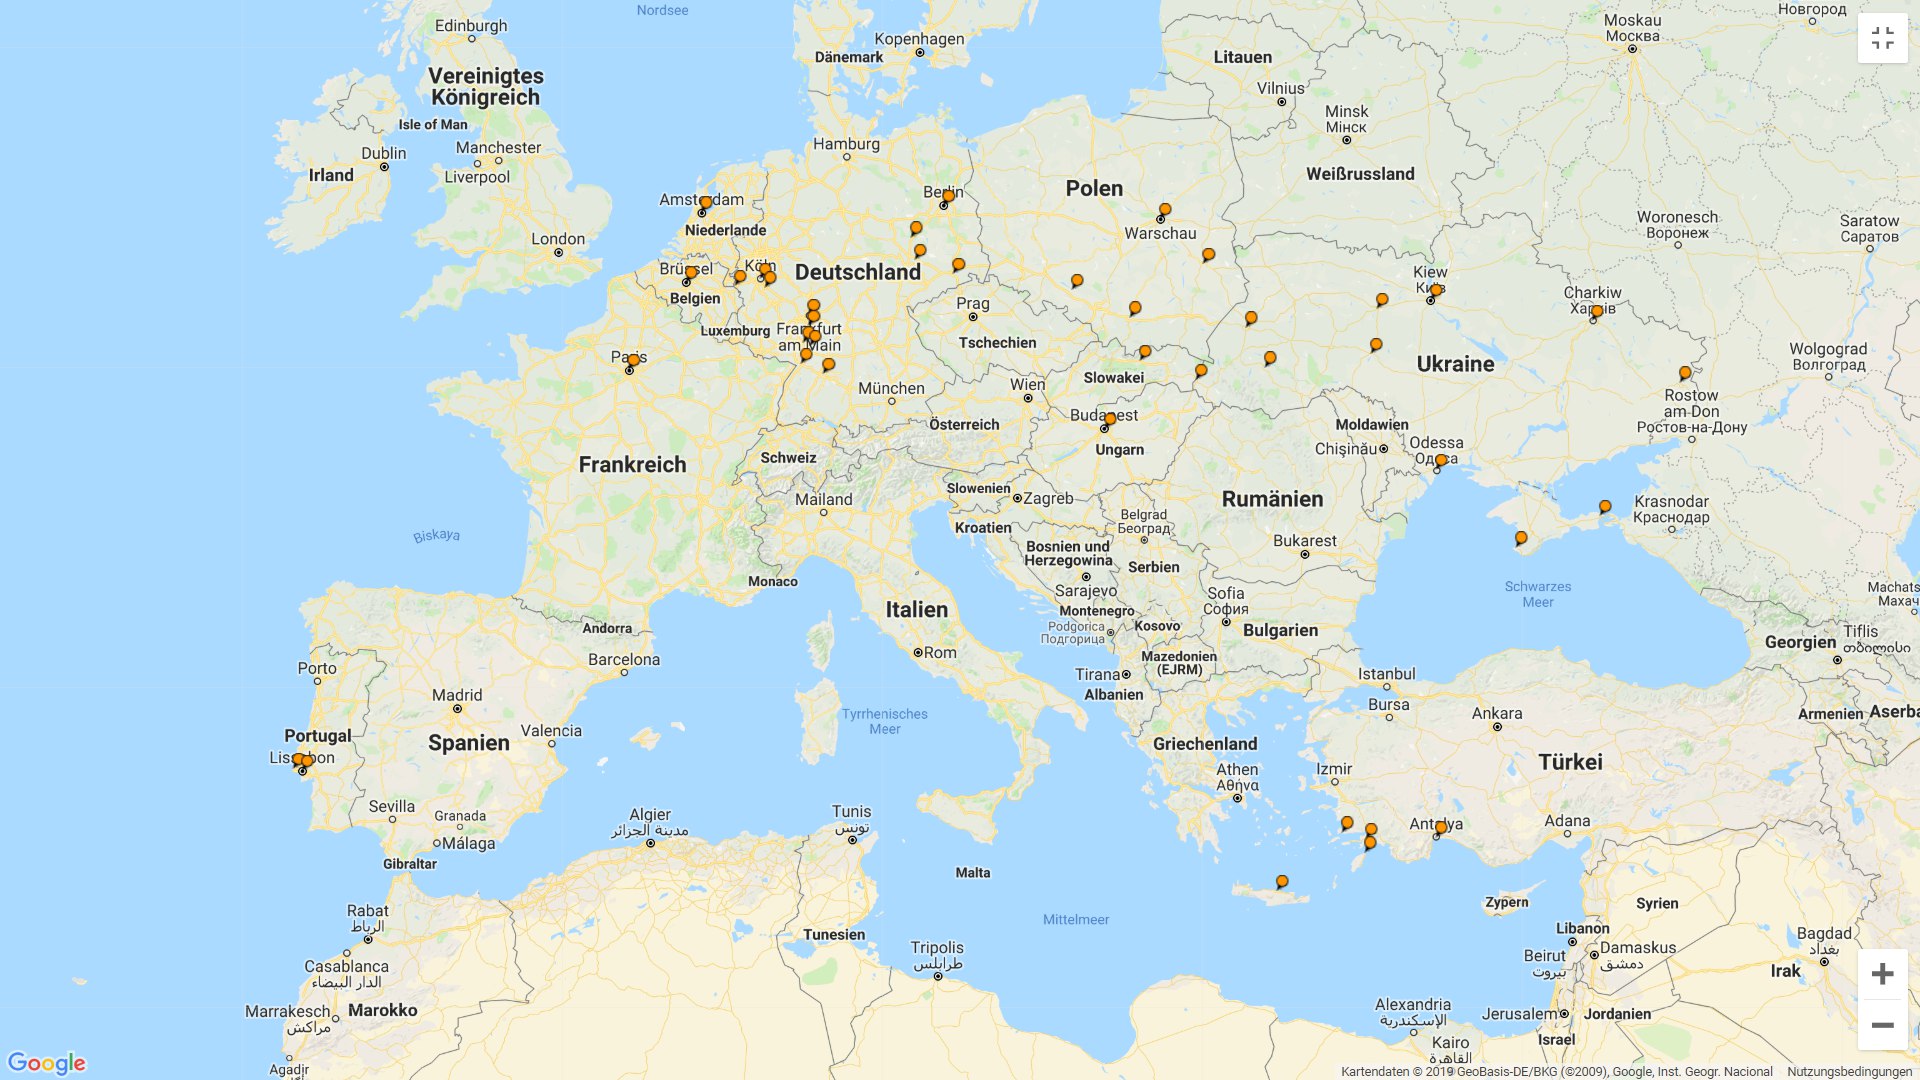 Nordsee
Edinburgh
Vereinigtes
Königreich
Isle of Man
Dublin
Irland
Manchester
Liverpool
London
Dänemark
Kopenhagen
Hamburg
Litauen
Vilnius
Minsk
Мінск
Weißrussland
Moskau
Москва
Новгород
Amsterdam
Niederlande
Berlin
Polen
Warschau
Woronesch
Воронеж
Saratow
Саратов
Brüssel
Belgien
Köln
Deutschland
Kiew
Київ
Charkiw
Харків
Luxemburg
Frankfurt
am Main
Prag
Tschechien
Paris
München
Wien
Slowakei
Ukraine
Wolgograd
Волгоград
Österreich
Budapest
Ungarn
Moldawien
Chişinău
Odessa
Одеса
Rostow
am Don
Ростов-на-Дону
Frankreich
Schweiz
Mailand
Slowenien
Zagreb
Kroatien
Rumänien
Belgrad
Београд
Bukarest
Krasnodar
Краснодар
Biskaya
Bosnien und
Herzegowina
Serbien
Sarajevo
Monaco
Italien
Montenegro
Podgorica
Подгорица
Kosovo
Sofia
София
Bulgarien
Schwarzes
Meer
Machats
Махач
Georgien
Tiflis
თბილისი
Andorra
Barcelona
Rom
Tirana
Albanien
Mazedonien
(EJRM)
Istanbul
Bursa
Porto
Madrid
Valencia
Portugal
Lissabon
Spanien
Tyrrhenisches
Meer
Griechenland
Athen
Αθήνα
Izmir
Ankara
Türkei
Armenien
Aserba
Sevilla
Granada
Málaga
Gibraltar
Algier
مدينة الجزائر
Tunis
تونس
Malta
Antalya
Adana
Zypern
Syrien
Rabat
الرباط
Casablanca
الدار البيضاء
Marrakesch
مراكش
Marokko
Agadir
Tunesien
Tripolis
طرابلس
Mittelmeer
Libanon
Beirut
بيروت
Damaskus
دمشق
Bagdad
بغداد
Irak
Alexandria
الإسكندرية
Jerusalem
Jordanien
Israel
Kairo
القاهرة
Google
Kartendaten © 2019 GeoBasis-DE/BKG (©2009), Google, Inst. Geogr. Nacional Nutzungsbedingungen